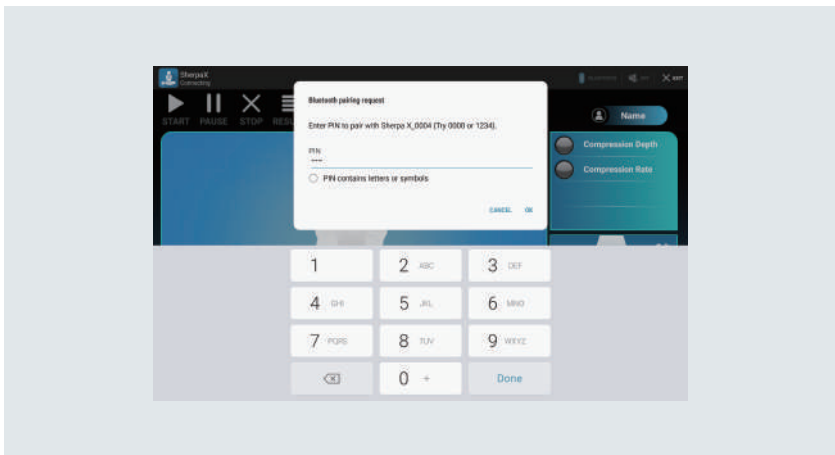 SherpaX
Connecting
EXIT
START PAUSE STOP
Name
Compression Depth
Compression Rate
Bluetooth pairing request
Enter PIN to pair with Sherpa X_0004 (Try 0000 or 1234).
PIN
PIN contains letters or symbols
CANCEL OK
1 2 ABC 3 DEF
4 GHI 5 JKL 6 MNO
7 PQRS 8 TUV 9 WXYZ
0 + Done